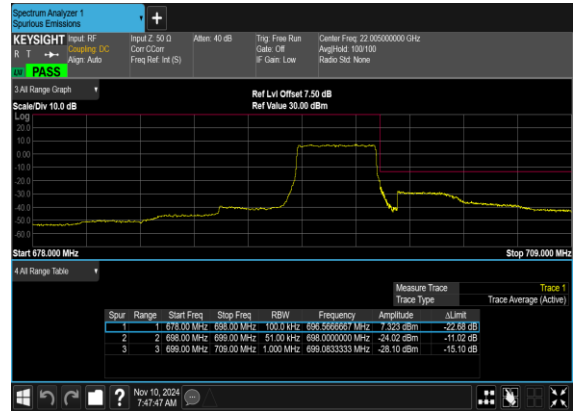 Spectrum Analyzer 1
Spurious Emissions
KEYSIGHT Input: RF Input Z: 50 Ω Atten: 40 dB Trig: Free Run Center Freq: 22.005000000 GHz
R T Coupling: DC Corr CCorr Gate: Off Avg|Hold: 100/100
Align: Auto Freq Ref: Int (S) IF Gain: Low Radio Std: None
LW PASS
3 All Range Graph
Ref Lvl Offset 7.50 dB
Scale/Div 10.0 dB Ref Value 30.00 dBm
Log
20.0
10.0
0.00
-10.0
-20.0
-30.0
-40.0
-50.0
-60.0
Start 678.000 MHz Stop 709.000 MHz
4 All Range Table
Measure Trace Trace 1
Trace Type Trace Average (Active)
Spur Range Start Freq Stop Freq RBW Frequency Amplitude ΔLimit
1 1 678.00 MHz 698.00 MHz 100.0 kHz 696.5666667 MHz 7.323 dBm -22.68 dB
2 2 698.00 MHz 699.00 MHz 51.00 kHz 698.0000000 MHz -24.02 dBm -11.02 dB
3 3 699.00 MHz 709.00 MHz 1.000 MHz 699.0833333 MHz -28.10 dBm -15.10 dB
? Nov 10, 2024
7:47:47 AM